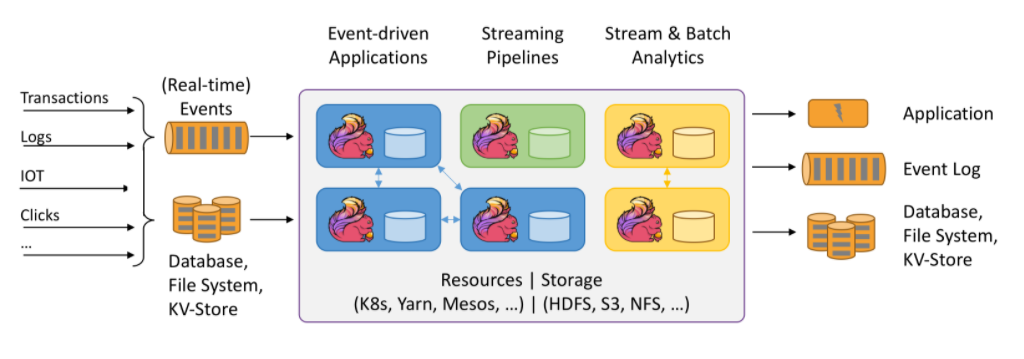 Event-driven
Applications
Streaming
Pipelines
Stream & Batch
Analytics
(Real-time)
Events
Transactions
Logs
IOT
Clicks
...
Database,
File System,
KV-Store
Resources | Storage
(K8s, Yarn, Mesos, ...) | (HDFS, S3, NFS, ...)
Application
Event Log
Database,
File System,
KV-Store